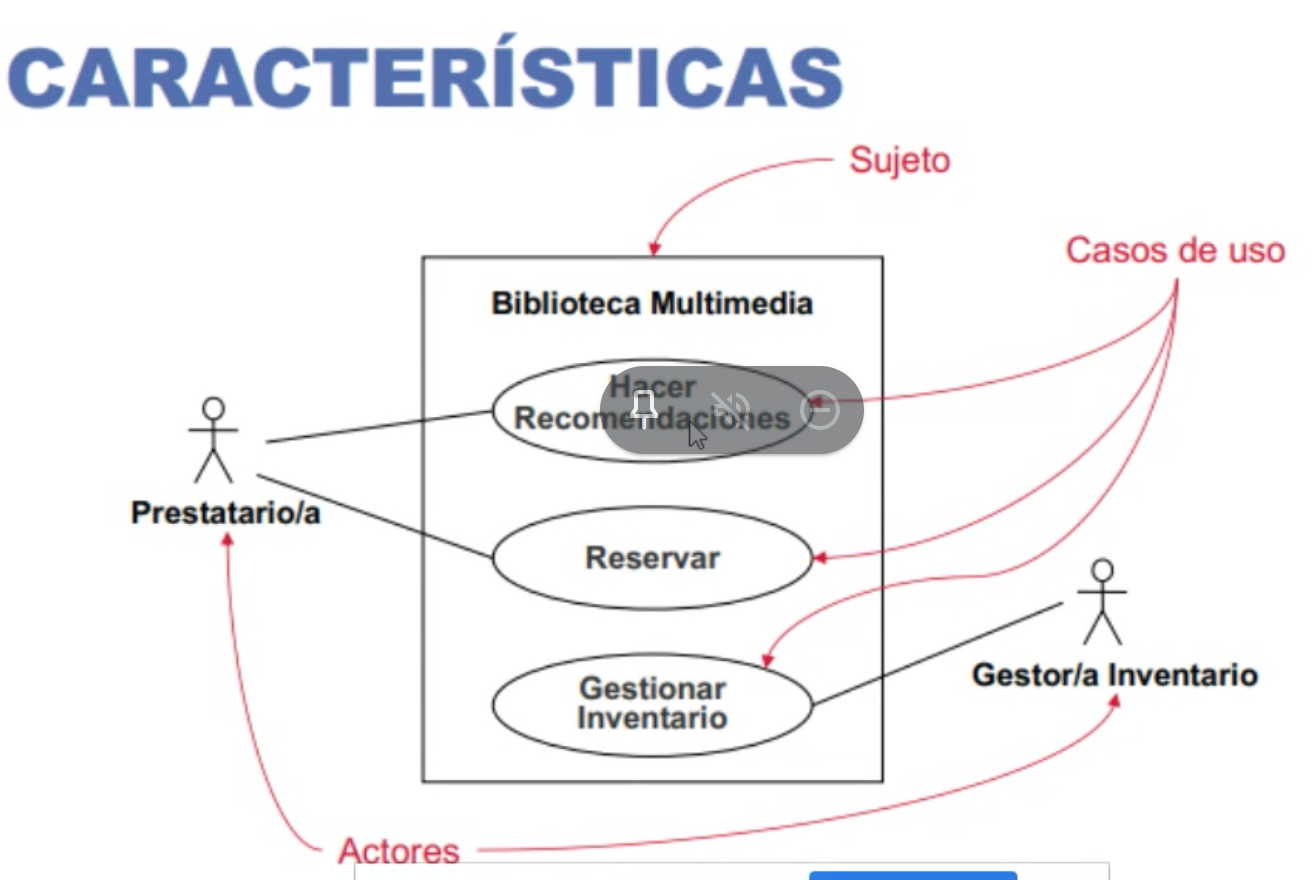 CARACTERÍSTICAS
Sujeto
Casos de uso
Biblioteca Multimedia
Hacer
Recomendaciones
Prestatario/a
Reservar
Gestor/a Inventario
Gestionar
Inventario
Actores